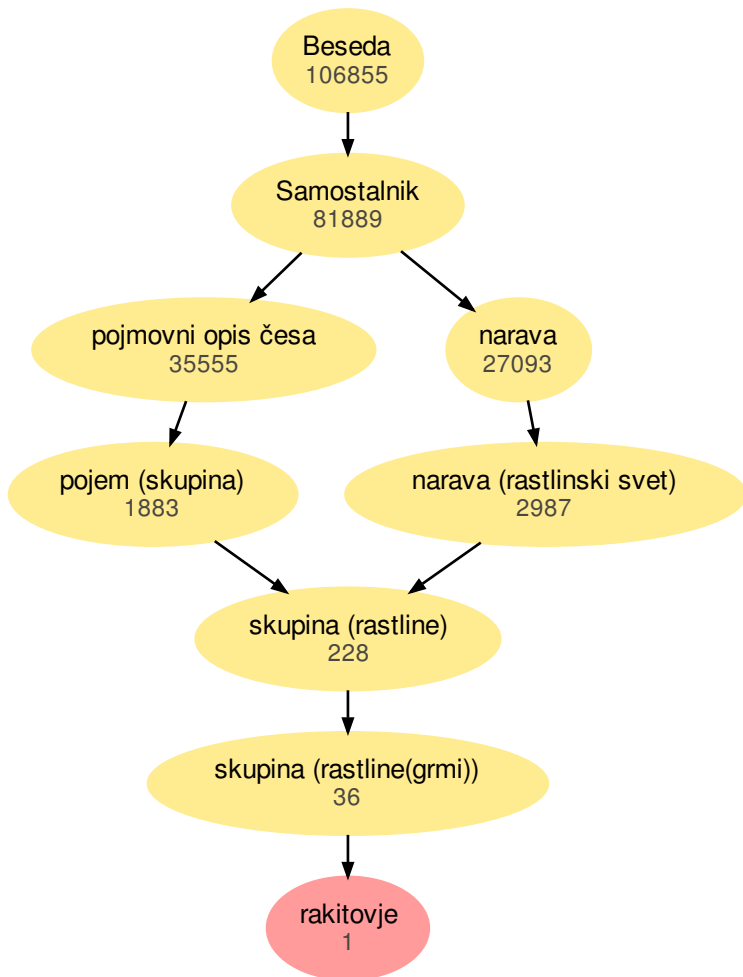 Beseda
106855
Samostalnik
81889
pojmovni opis česa
35555
narava
27093
pojem (skupina)
1883
narava (rastlinski svet)
2987
skupina (rastline)
228
skupina (rastline(grmi))
36
rakitovje
1